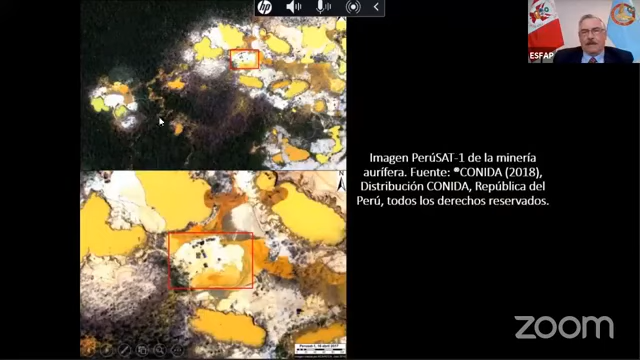 hp
ESFAP
Imagen PerúSAT-1 de la minería
aurífera. Fuente: ©CONIDA (2018),
Distribución CONIDA, República del
Perú, todos los derechos reservados.
N
zoom